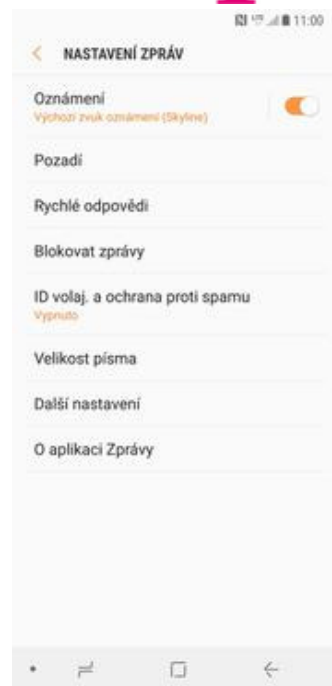 11:00
NASTAVENÍ ZPRÁV
Oznámení
Výchozí zvuk oznámení (Skyline)
Pozadí
Rychlé odpovědi
Blokovat zprávy
ID volaj. a ochrana proti spamu
Vypnuto
Velikost písma
Další nastavení
O aplikaci Zprávy